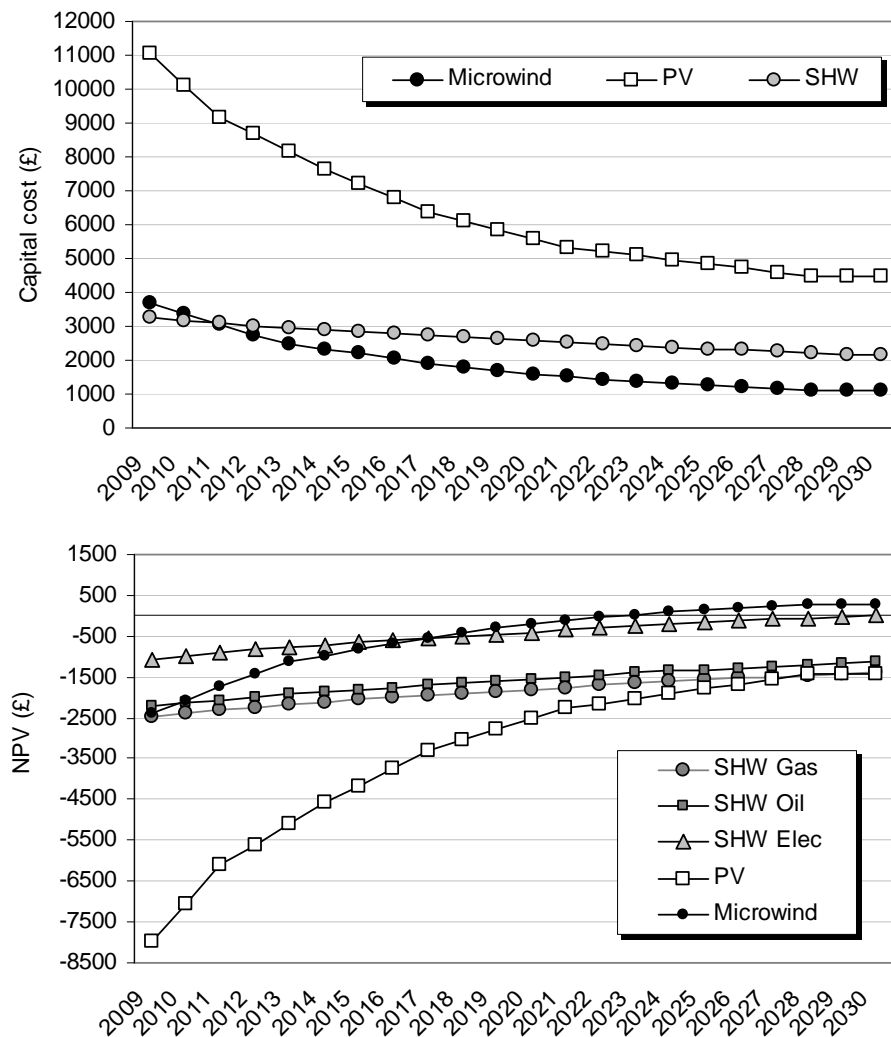 12000
11000
10000
9000
8000
7000
6000
5000
4000
3000
2000
1000
0
Capital cost (£)
Microwind PV SHW
2009 2010 2011 2012 2013 2014 2015 2016 2017 2018 2019 2020 2021 2022 2023 2024 2025 2026 2027 2028 2029 2030
1500
500
-500
-1500
-2500
-3500
-4500
-5500
-6500
-7500
-8500
NPV (£)
SHW Gas
SHW Oil
SHW Elec
PV
Microwind
2009 2010 2011 2012 2013 2014 2015 2016 2017 2018 2019 2020 2021 2022 2023 2024 2025 2026 2027 2028 2029 2030